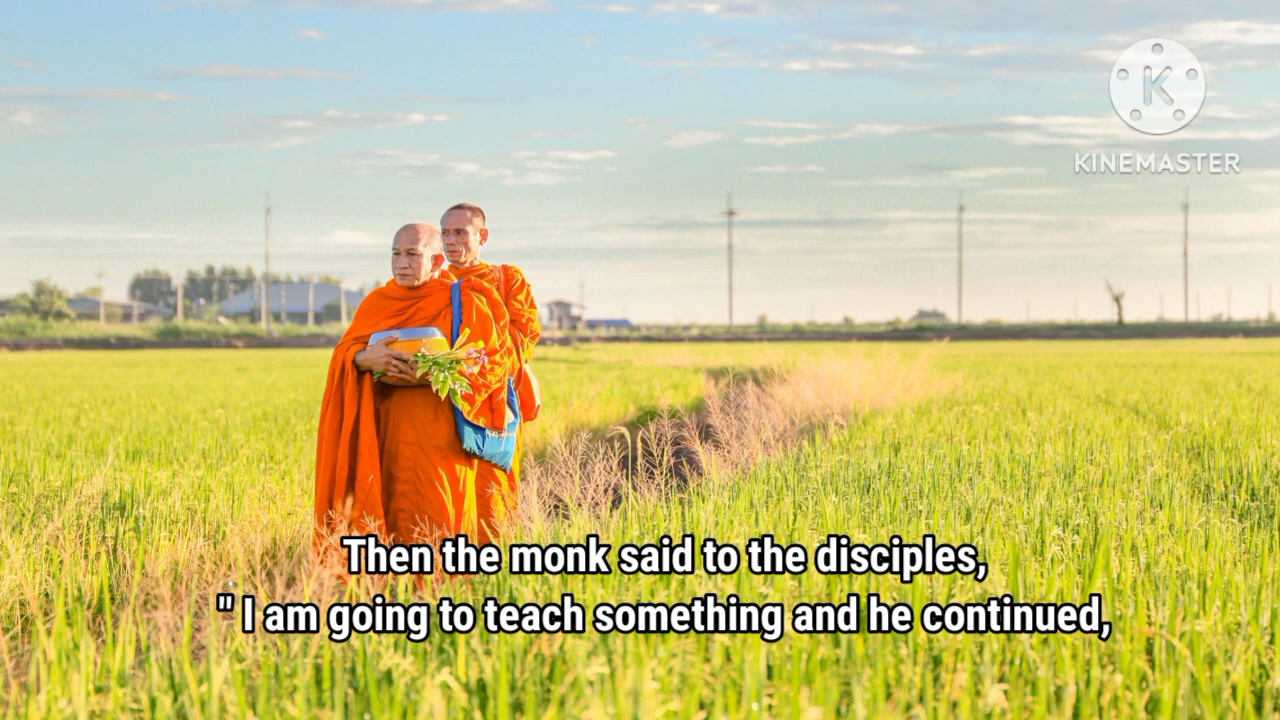 K
KINEMASTER
Then the monk said to the disciples,
" I am going to teach something and he continued,